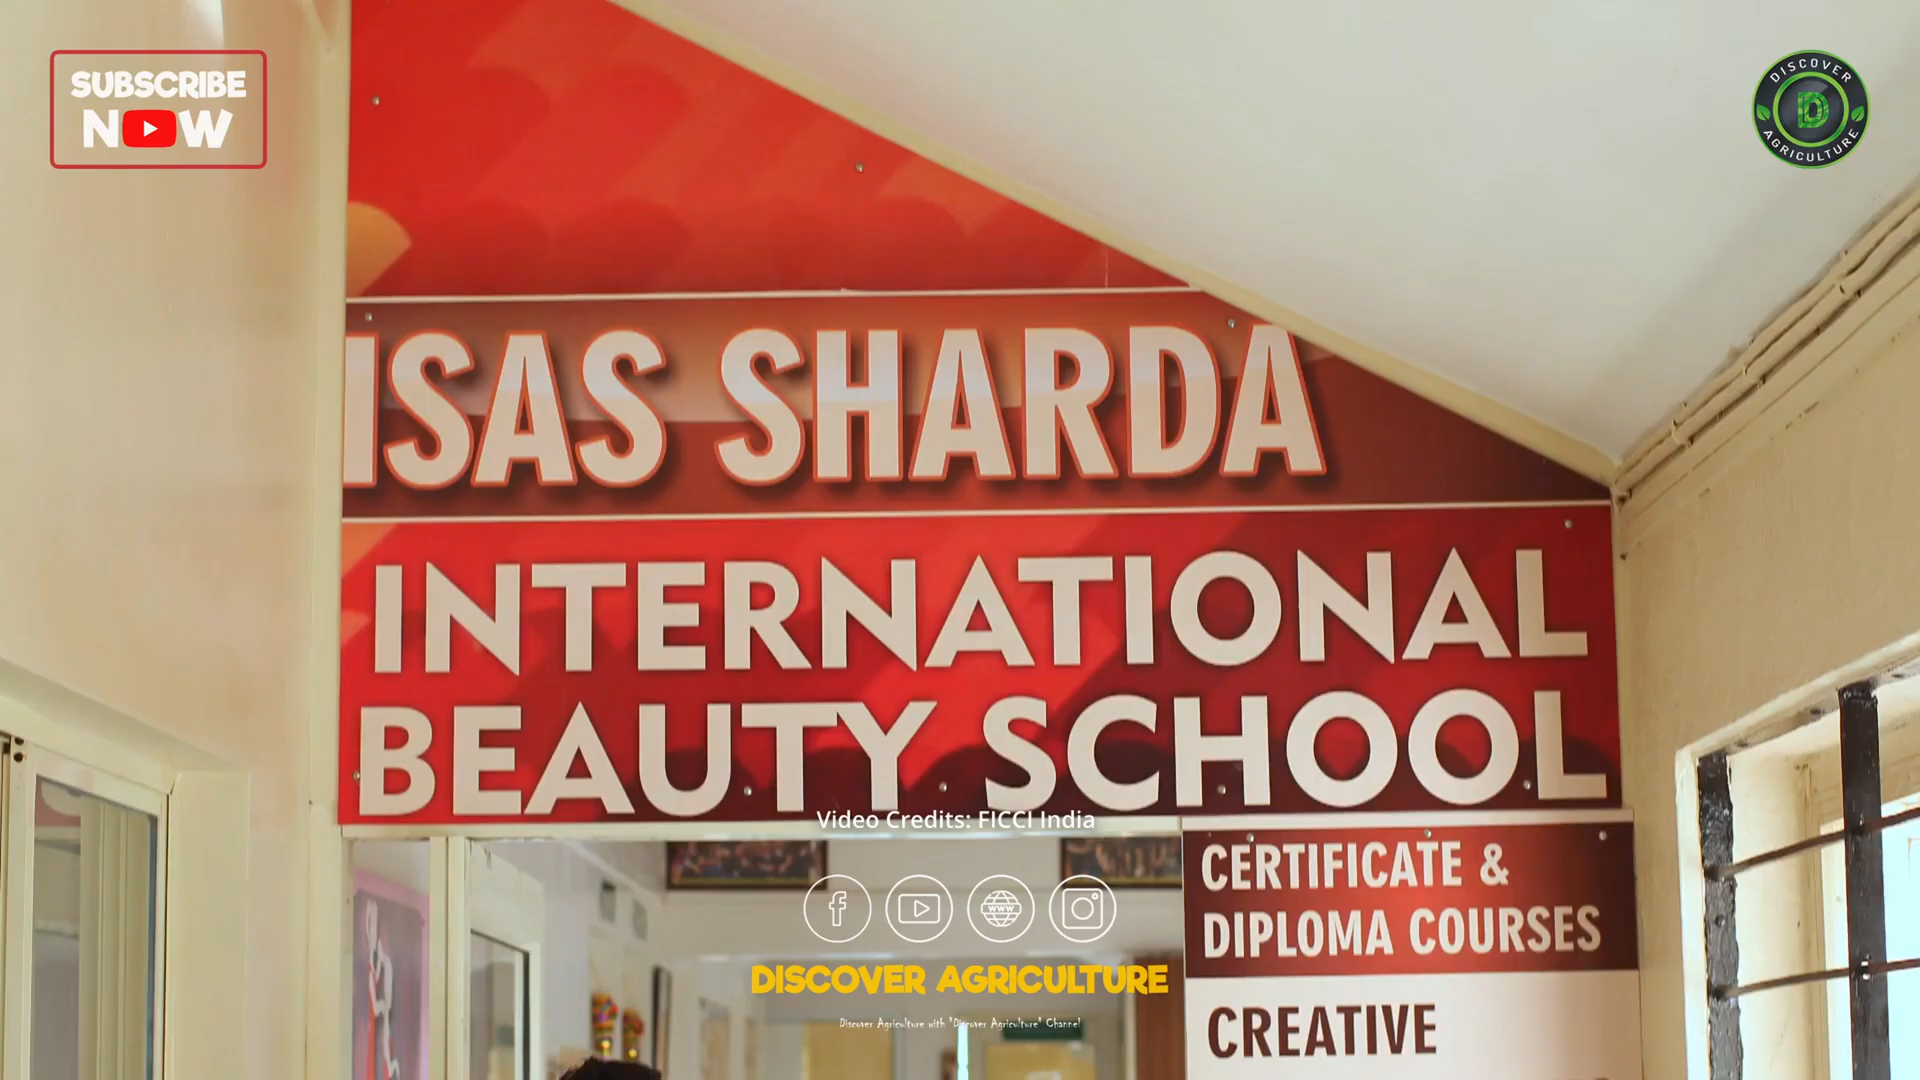 SUBSCRIBE
NOW
DISCOVER
D
AGRICULTURE
ISAS SHARDA
INTERNATIONAL
BEAUTY SCHOOL
Video Credits: FICCI India
CERTIFICATE &
DIPLOMA COURSES
CREATIVE
WWW
DISCOVER AGRICULTURE
Discover Agriculture with "Discover Agriculture" Channel